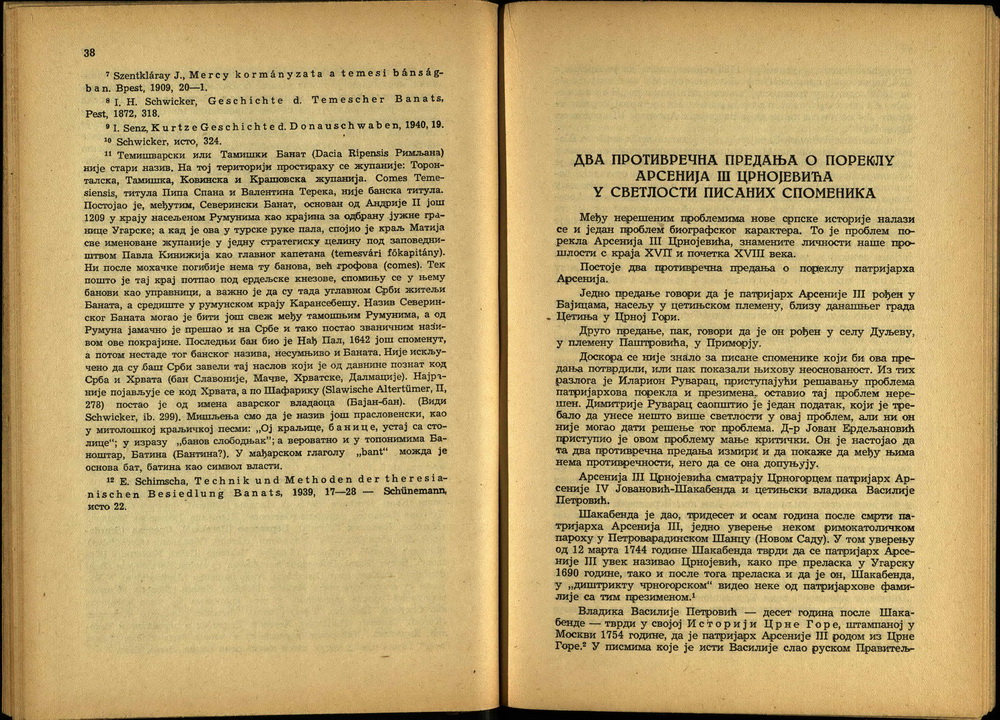 38
⁷ Szentkláray J., Mercy kormányzata a temesi bánság-
ban. Bpest, 1909, 20—1.
⁸ I. H. Schwicker, Geschichte d. Temescher Banats,
Pest, 1872, 318.
⁹ I. Senz, Kurtze Geschichte d. Donauschwaben, 1940, 19.
¹⁰ Schwicker, исто, 324.
¹¹ Темишварски или Тамишки Банат (Dacia Ripensis Римљана)
није стари назив. На тој територији простираху се жупаније: Торон-
талска, Тамишка, Ковинска и Крашовска жупанија. Comes Teme-
siensis, титула Пипа Спана и Валентина Терека, није банска титула.
Постојао је, међутим, Северински Банат, основан од Андрије II још
1209 у крају насељеном Румунима као крајина за одбрану јужне гра-
нице Угарске; а кад је ова у турске руке пала, спојио је краљ Матија
све именоване жупаније у једну стратегиску целину под заповедни-
штвом Павла Кинижија као главног капетана (temesvári főkapitány).
Ни после мохачке погибије нема ту банова, већ грофова (comes). Тек
пошто је тај крај потпао под ердељске кнезове, спомињу се у њему
банови као управници, а важно је да су тада углавном Срби житељи
Баната, а средиште у румунском крају Карансебешу. Назив Северин-
ског Баната могао је бити још свеж међу тамошњим Румунима, а од
Румуна јамачно је прешао и на Србе и тако постао званичним нази-
вом ове покрајине. Последњи бан био је Нађ Пал, 1642 још споменут,
а потом нестаде тог банског назива, несумњиво и Баната. Није искљу-
чено да су баш Срби завели тај наслов који је од давнине познат код
Срба и Хрвата (бан Славоније, Мачве, Хрватске, Далмације). Најра-
није појављује се код Хрвата, а по Шафарику (Slawische Altertümer, II,
278) постао је од имена аварског владаоца (Бајан-бан). (Види
Schwicker, ib. 299), Мишљења смо да је назив још прасловенски, као
у митолошкој краљичкој песми: „Ој краљице, банице, устај са сто-
лице“; у изразу „банов слободњак“; а вероватно и у топонимима Ба-
ноштар, Батина (Бантина?). У мађарском глаголу „bant“ можда је
основа бат, батина као символ власти.
¹² E. Schimscha, Technik und Methoden der theresia-
nischen Besiedlung Banats, 1939, 17—28 — Schünemann,
исто 22.
ДВА ПРОТИВРЕЧНА ПРЕДАЊА О ПОРЕКЛУ
АРСЕНИЈА III ЦРНОЈЕВИЋА
У СВЕТЛОСТИ ПИСАНИХ СПОМЕНИКА
Међу нерешеним проблемима нове српске историје налази
се и један проблем биографског карактера. То је проблем по-
рекла Арсенија III Црнојевића, знамените личности наше про-
шлости с краја XVII и почетка XVIII века.
Постоје два противречна предања о пореклу патријарха
Арсенија.
Једно предање говори да је патријарх Арсеније III рођен у
Бајицама, насељу у цетињском племену, близу данашњег града
Цетиња у Црној Гори.
Друго предање, пак, говори да је он рођен у селу Дуљеву,
у племену Паштровића, у Приморју.
Доскора се није знало за писане споменике који би ова пре-
дања потврдили, или пак показали њихову неоснованост. Из тих
разлога је Иларион Руварац, приступајући решавању проблема
патријархова порекла и презимена, оставио тај проблем нере-
шен. Димитрије Руварац саопштио је један податак, који је тре-
бало да унесе нешто више светлости у овај проблем, али ни он
није могао дати решење тог проблема. Д-р Јован Ердељановић
приступио је овом проблему мање критички. Он је настојао да
та два противречна предања измири и да покаже да међу њима
нема противречности, него да се она допуњују.
Арсенија III Црнојевића сматрају Црногорцем патријарх Ар-
сеније IV Јовановић-Шакабенда и цетињски владика Василије
Петровић.
Шакабенда је дао, тридесет и осам година после смрти па-
тријарха Арсенија III, једно уверење неком римокатоличком
пароху у Петроварадинском Шанцу (Новом Саду). У том уверењу
од 12 марта 1744 године Шакабенда тврди да се патријарх Арсе-
није III увек називао Црнојевић, како пре преласка у Угарску
1690 године, тако и после тога преласка и да је он, Шакабенда,
у „диштрикту чрногорском“ видео неке од патријархове фами-
лије са тим презименом.¹
Владика Василије Петровић — десет година после Шака-
бенде — тврди у својој Историји Црне Горе, штампаној у
Москви 1754 године, да је патријарх Арсеније III родом из Црне
Горе.² У писмима које је исти Василије слао руском Правитељ-